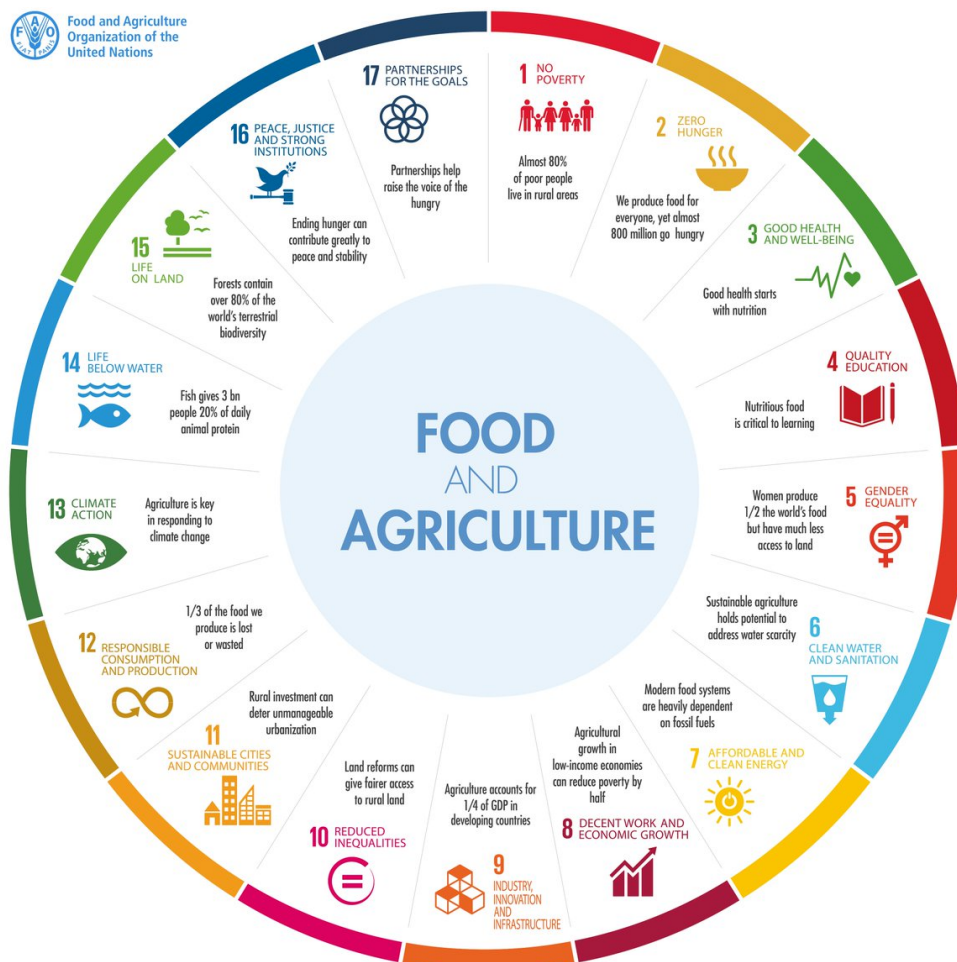 FAO
FIAT PANIS
Food and Agriculture
Organization of the
United Nations
FOOD
AND
AGRICULTURE
1 NO
POVERTY
Almost 80%
of poor people
live in rural areas
2 ZERO
HUNGER
We produce food for
everyone, yet almost
800 million go hungry
3 GOOD HEALTH
AND WELL-BEING
Good health starts
with nutrition
4 QUALITY
EDUCATION
Nutritious food
is critical to learning
5 GENDER
EQUALITY
Women produce
1/2 the world's food
but have much less
access to land
6
CLEAN WATER
AND SANITATION
Sustainable agriculture
holds potential to
address water scarcity
7 AFFORDABLE AND
CLEAN ENERGY
Modern food systems
are heavily dependent
on fossil fuels
8 DECENT WORK AND
ECONOMIC GROWTH
Agricultural
growth in
low-income economies
can reduce poverty by
half
9
INDUSTRY,
INNOVATION
AND
INFRASTRUCTURE
Agriculture accounts for
1/4 of GDP in
developing countries
10 REDUCED
INEQUALITIES
Land reforms can
give fairer access
to rural land
11
SUSTAINABLE CITIES
AND COMMUNITIES
Rural investment can
deter unmanageable
urbanization
12 RESPONSIBLE
CONSUMPTION
AND PRODUCTION
1/3 of the food we
produce is lost
or wasted
13 CLIMATE
ACTION
Agriculture is key
in responding to
climate change
14 LIFE
BELOW WATER
Fish gives 3 bn
people 20% of daily
animal protein
15
LIFE
ON LAND
Forests contain
over 80% of the
world's terrestrial
biodiversity
16 PEACE, JUSTICE
AND STRONG
INSTITUTIONS
Ending hunger can
contribute greatly to
peace and stability
17 PARTNERSHIPS
FOR THE GOALS
Partnerships help
raise the voice of the
hungry